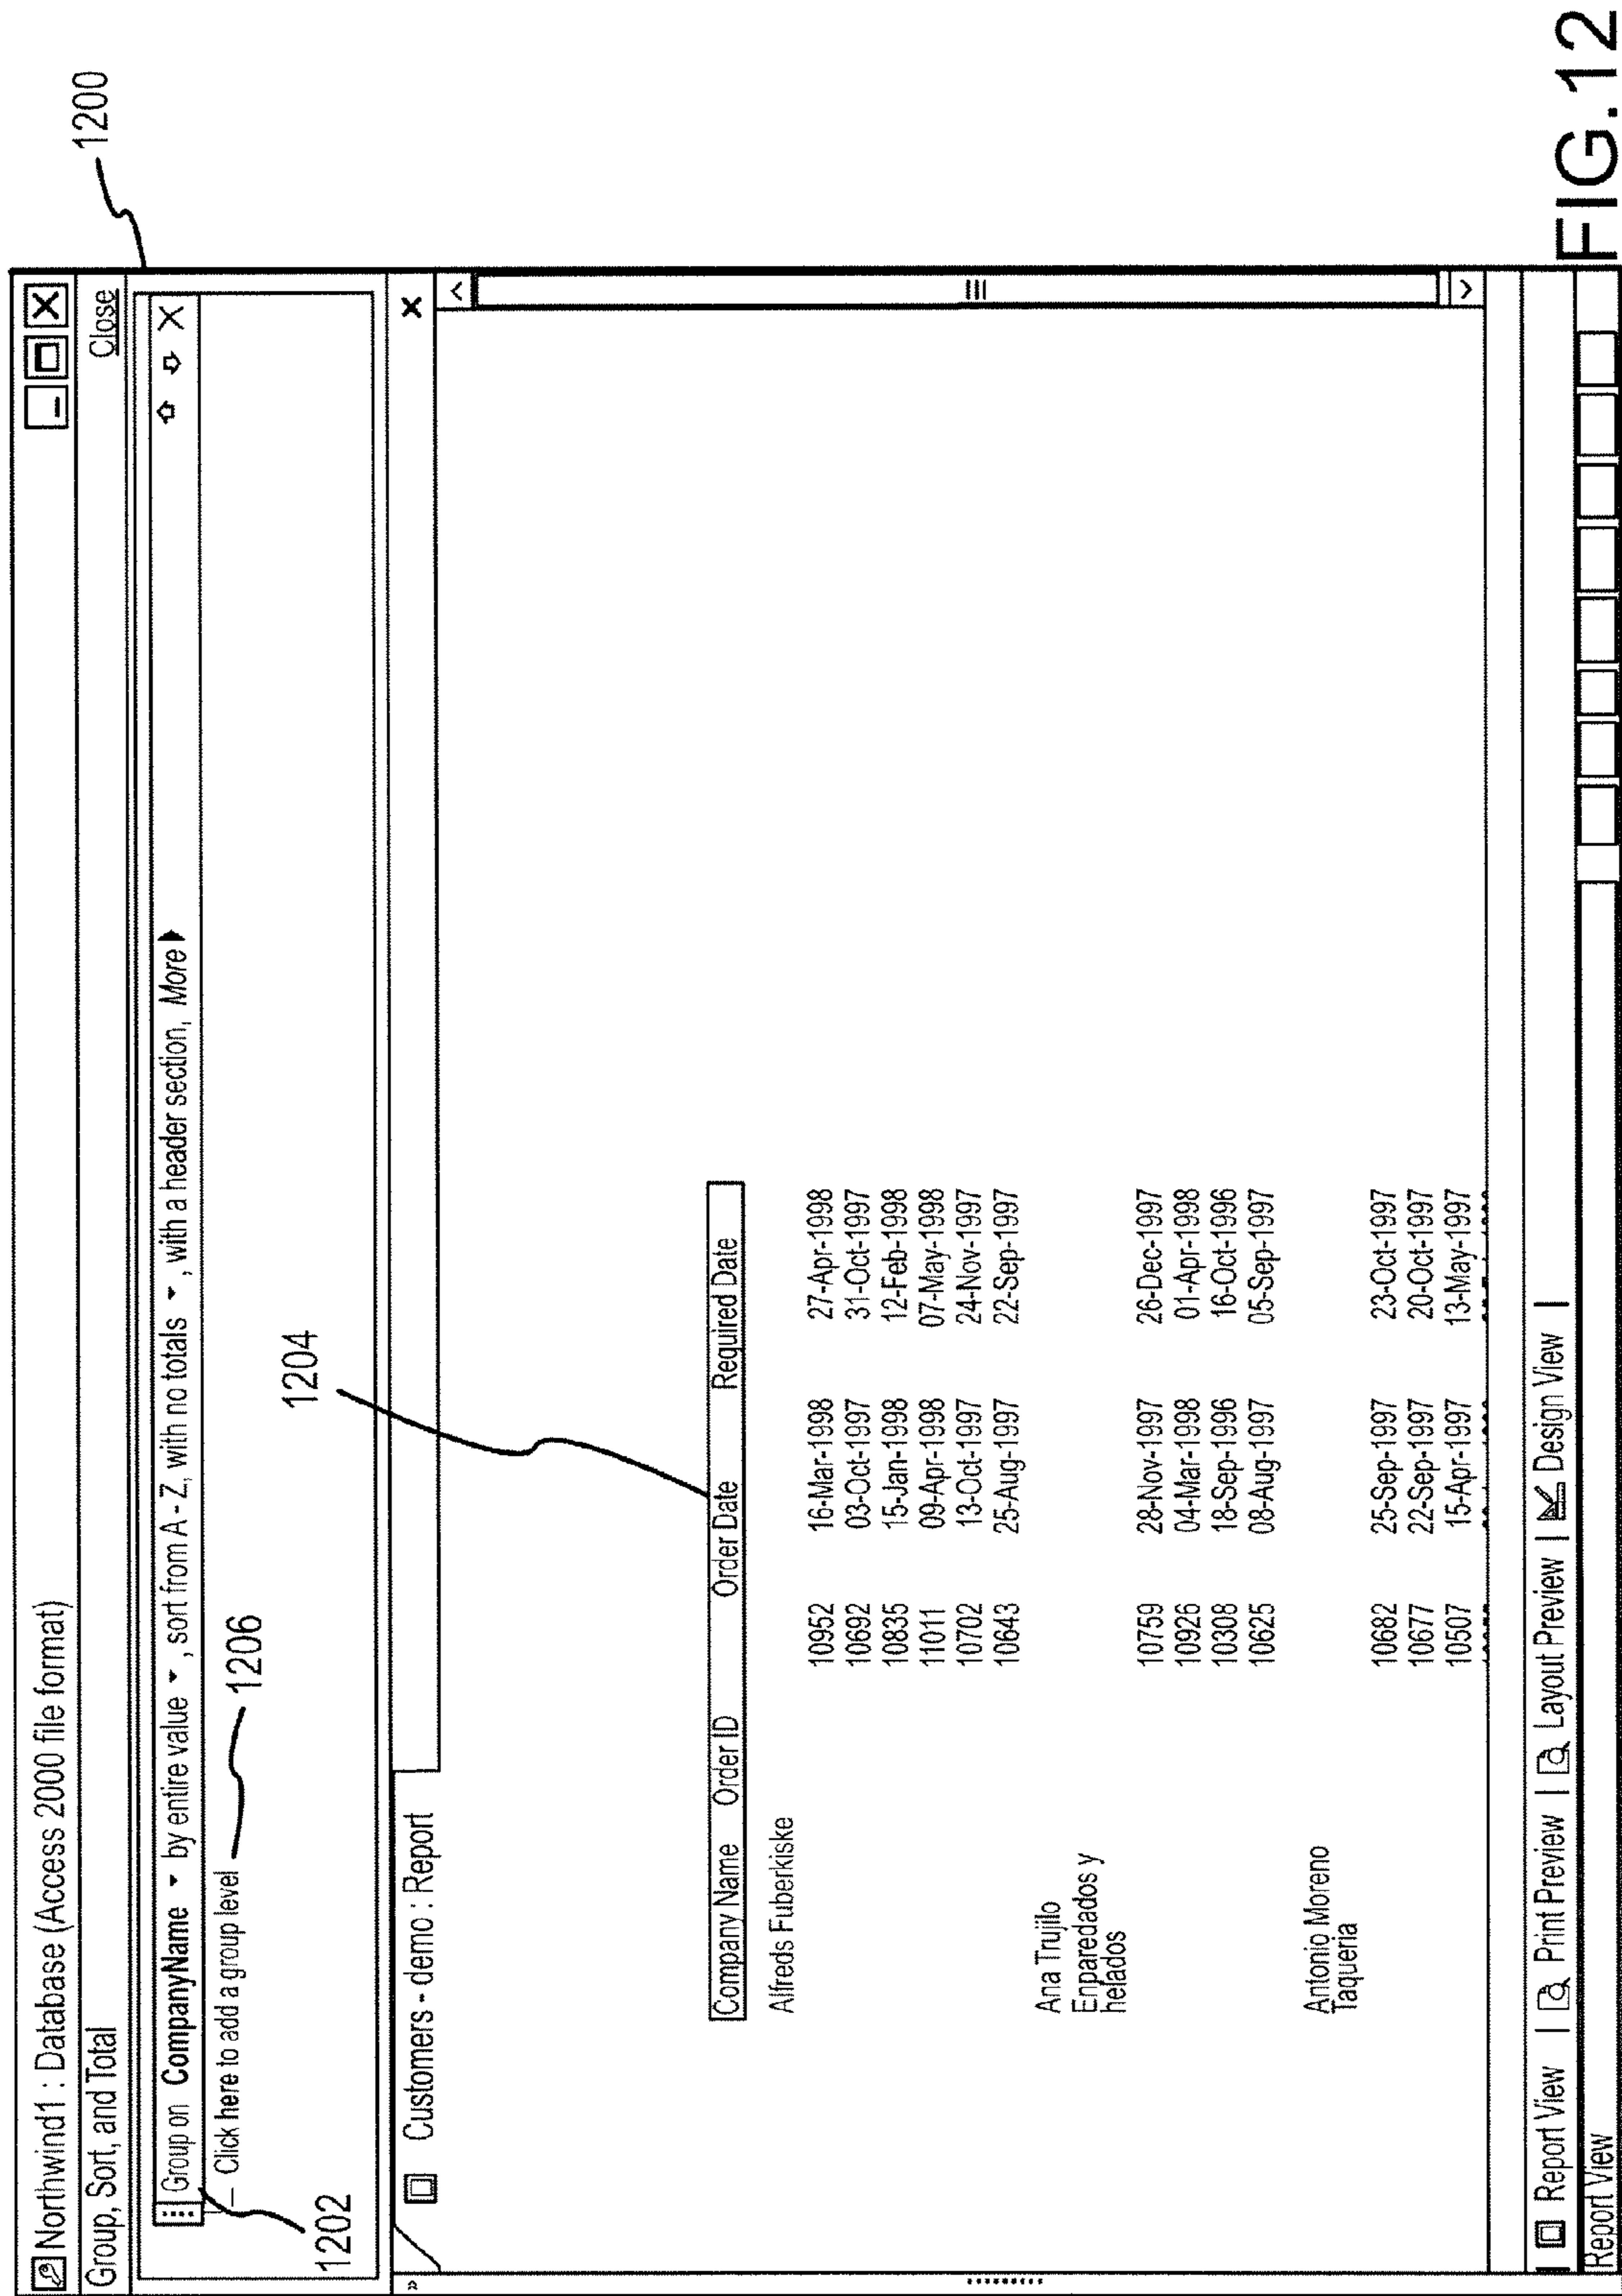 Northwind1 : Database (Access 2000 file format)
Group, Sort, and Total Close
Group on CompanyName by entire value , sort from A - Z, with no totals , with a header section, More
Click here to add a group level
1200
1202
1206
1204
Customers - demo : Report
Company Name Order ID Order Date Required Date
Alfreds Fuberkiske
10952 16-Mar-1998 27-Apr-1998
10692 03-Oct-1997 31-Oct-1997
10835 15-Jan-1998 12-Feb-1998
11011 09-Apr-1998 07-May-1998
10702 13-Oct-1997 24-Nov-1997
10643 25-Aug-1997 22-Sep-1997
Ana Trujilo
Enparedados y
helados
10759 28-Nov-1997 26-Dec-1997
10926 04-Mar-1998 01-Apr-1998
10308 18-Sep-1996 16-Oct-1996
10625 08-Aug-1997 05-Sep-1997
Antonio Moreno
Taqueria
10682 25-Sep-1997 23-Oct-1997
10677 22-Sep-1997 20-Oct-1997
10507 15-Apr-1997 13-May-1997
Report View | Print Preview | Layout Preview | Design View |
Report View
FIG.12